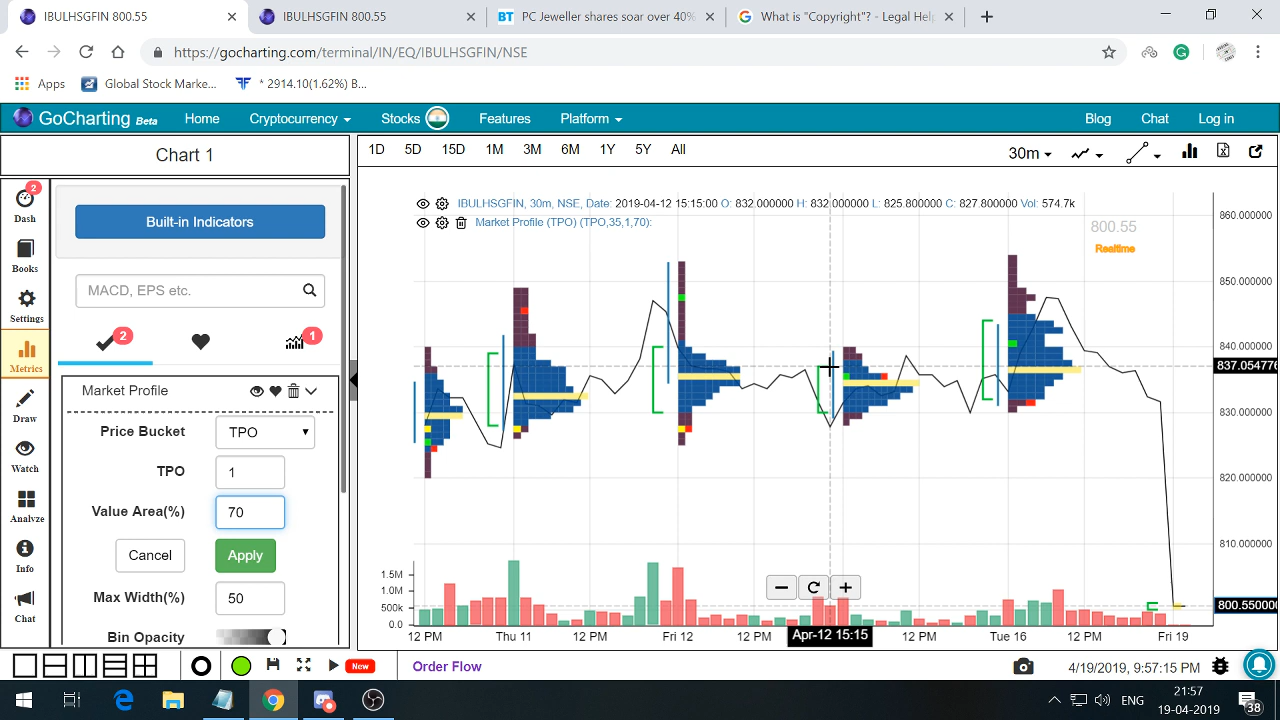 IBULHSGFIN 800.55
IBULHSGFIN 800.55
BT PC Jeweller shares soar over 40%
What is "Copyright"? - Legal Hel
https://gocharting.com/terminal/IN/EQ/IBULHSGFIN/NSE
Apps
Global Stock Marke...
* 2914.10(1.62%) B...
GoCharting Beta
Home
Cryptocurrency
Stocks
Features
Platform
Blog
Chat
Log in
Chart 1
1D 5D 15D 1M 3M 6M 1Y 5Y All
30m
2
Dash
Books
Settings
Metrics
Draw
Watch
Analyze
Info
Chat
Built-in Indicators
MACD, EPS etc.
2
1
Market Profile
Price Bucket
TPO
TPO
1
Value Area(%)
70
Cancel
Apply
Max Width(%)
50
Bin Opacity
IBULHSGFIN, 30m, NSE, Date: 2019-04-12 15:15:00 O: 832.000000 H: 832.000000 L: 825.800000 C: 827.800000 Vol: 574.7k
Market Profile (TPO) (TPO,35,1,70):
800.55
Realtime
860.000000
850.000000
840.000000
837.054776
830.000000
820.000000
810.000000
800.550000
1.5M
1.0M
500k
0.0
12 PM
Thu 11
12 PM
Fri 12
12 PM
Apr-12 15:15
12 PM
Tue 16
12 PM
Fri 19
New
Order Flow
4/19/2019, 9:57:15 PM
ENG
21:57
19-04-2019
38